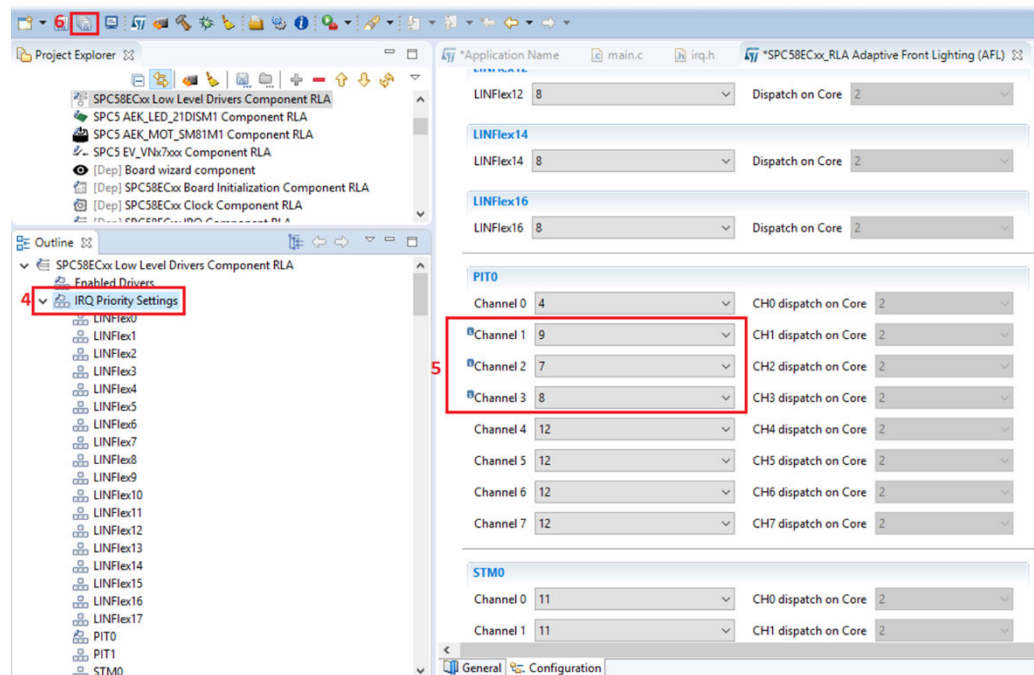 6
Project Explorer
*Application Name
main.c
irq.h
*SPC58ECxx_RLA Adaptive Front Lighting (AFL)
SPC58ECxx Low Level Drivers Component RLA
SPC5 AEK_LED_21DISM1 Component RLA
SPC5 AEK_MOT_SM81M1 Component RLA
SPC5 EV_VNx7xxx Component RLA
[Dep] Board wizard component
[Dep] SPC58ECxx Board Initialization Component RLA
[Dep] SPC58ECxx Clock Component RLA
[Dep] SPC58ECxx IRQ Component RLA
Outline
SPC58ECxx Low Level Drivers Component RLA
Enabled Drivers
4
IRQ Priority Settings
LINFlex0
LINFlex1
LINFlex2
LINFlex3
LINFlex4
LINFlex5
LINFlex6
LINFlex7
LINFlex8
LINFlex9
LINFlex10
LINFlex11
LINFlex12
LINFlex13
LINFlex14
LINFlex15
LINFlex16
LINFlex17
PIT0
PIT1
STM0
LINFlex12
LINFlex12 8 Dispatch on Core 2
LINFlex14
LINFlex14 8 Dispatch on Core 2
LINFlex16
LINFlex16 8 Dispatch on Core 2
PIT0
Channel 0 4 CH0 dispatch on Core 2
Channel 1 9 CH1 dispatch on Core 2
5
Channel 2 7 CH2 dispatch on Core 2
Channel 3 8 CH3 dispatch on Core 2
Channel 4 12 CH4 dispatch on Core 2
Channel 5 12 CH5 dispatch on Core 2
Channel 6 12 CH6 dispatch on Core 2
Channel 7 12 CH7 dispatch on Core 2
STM0
Channel 0 11 CH0 dispatch on Core 2
Channel 1 11 CH1 dispatch on Core 2
General
Configuration